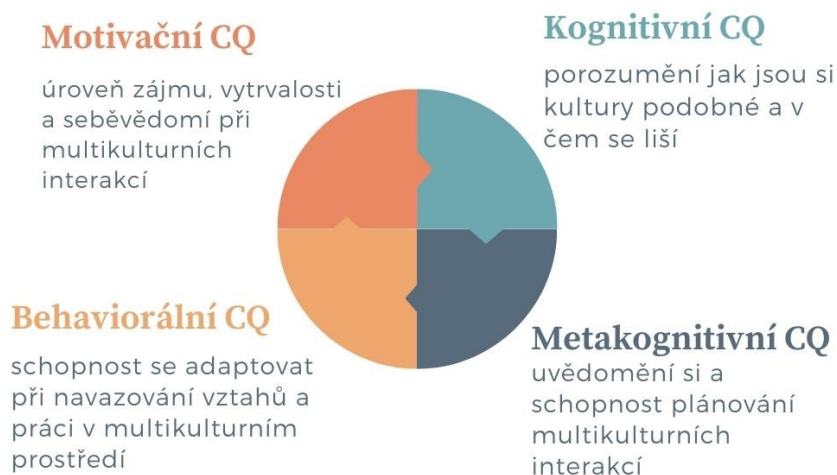 Motivační CQ
úroveň zájmu, vytrvalosti
a seběvědomí při
multikulturních
interakcí
Kognitivní CQ
porozumění jak jsou si
kultury podobné a v
čem se liší
Behaviorální CQ
schopnost se adaptovat
při navazování vztahů a
práci v multikulturním
prostředí
Metakognitivní CQ
uvědomění si a
schopnost plánování
multikulturních
interakcí